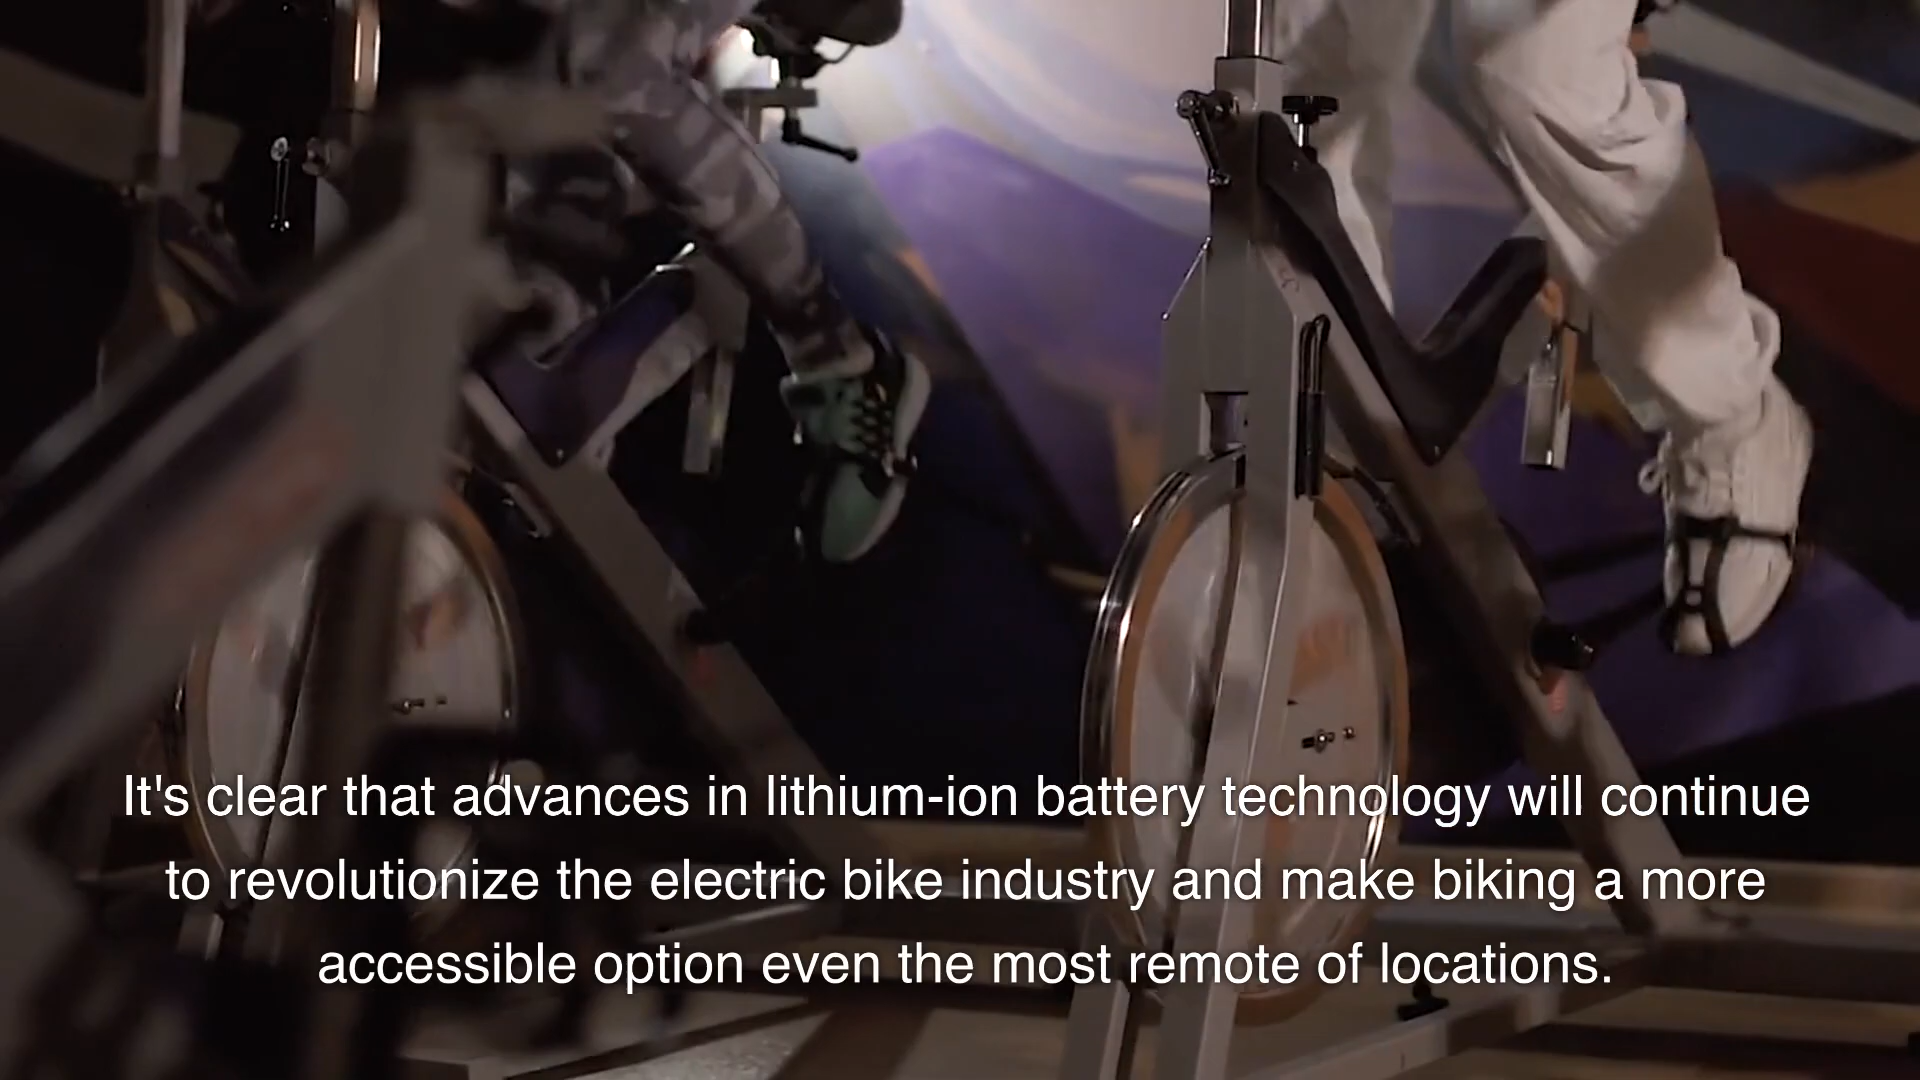 It's clear that advances in lithium-ion battery technology will continue
to revolutionize the electric bike industry and make biking a more
accessible option even the most remote of locations.